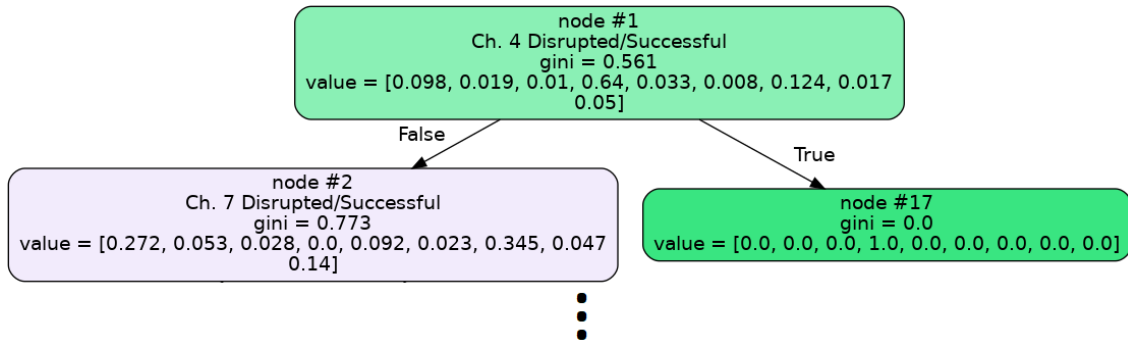 node #1
Ch. 4 Disrupted/Successful
gini = 0.561
value = [0.098, 0.019, 0.01, 0.64, 0.033, 0.008, 0.124, 0.017
0.05]
False
True
node #2
Ch. 7 Disrupted/Successful
gini = 0.773
value = [0.272, 0.053, 0.028, 0.0, 0.092, 0.023, 0.345, 0.047
0.14]
node #17
gini = 0.0
value = [0.0, 0.0, 0.0, 1.0, 0.0, 0.0, 0.0, 0.0, 0.0]